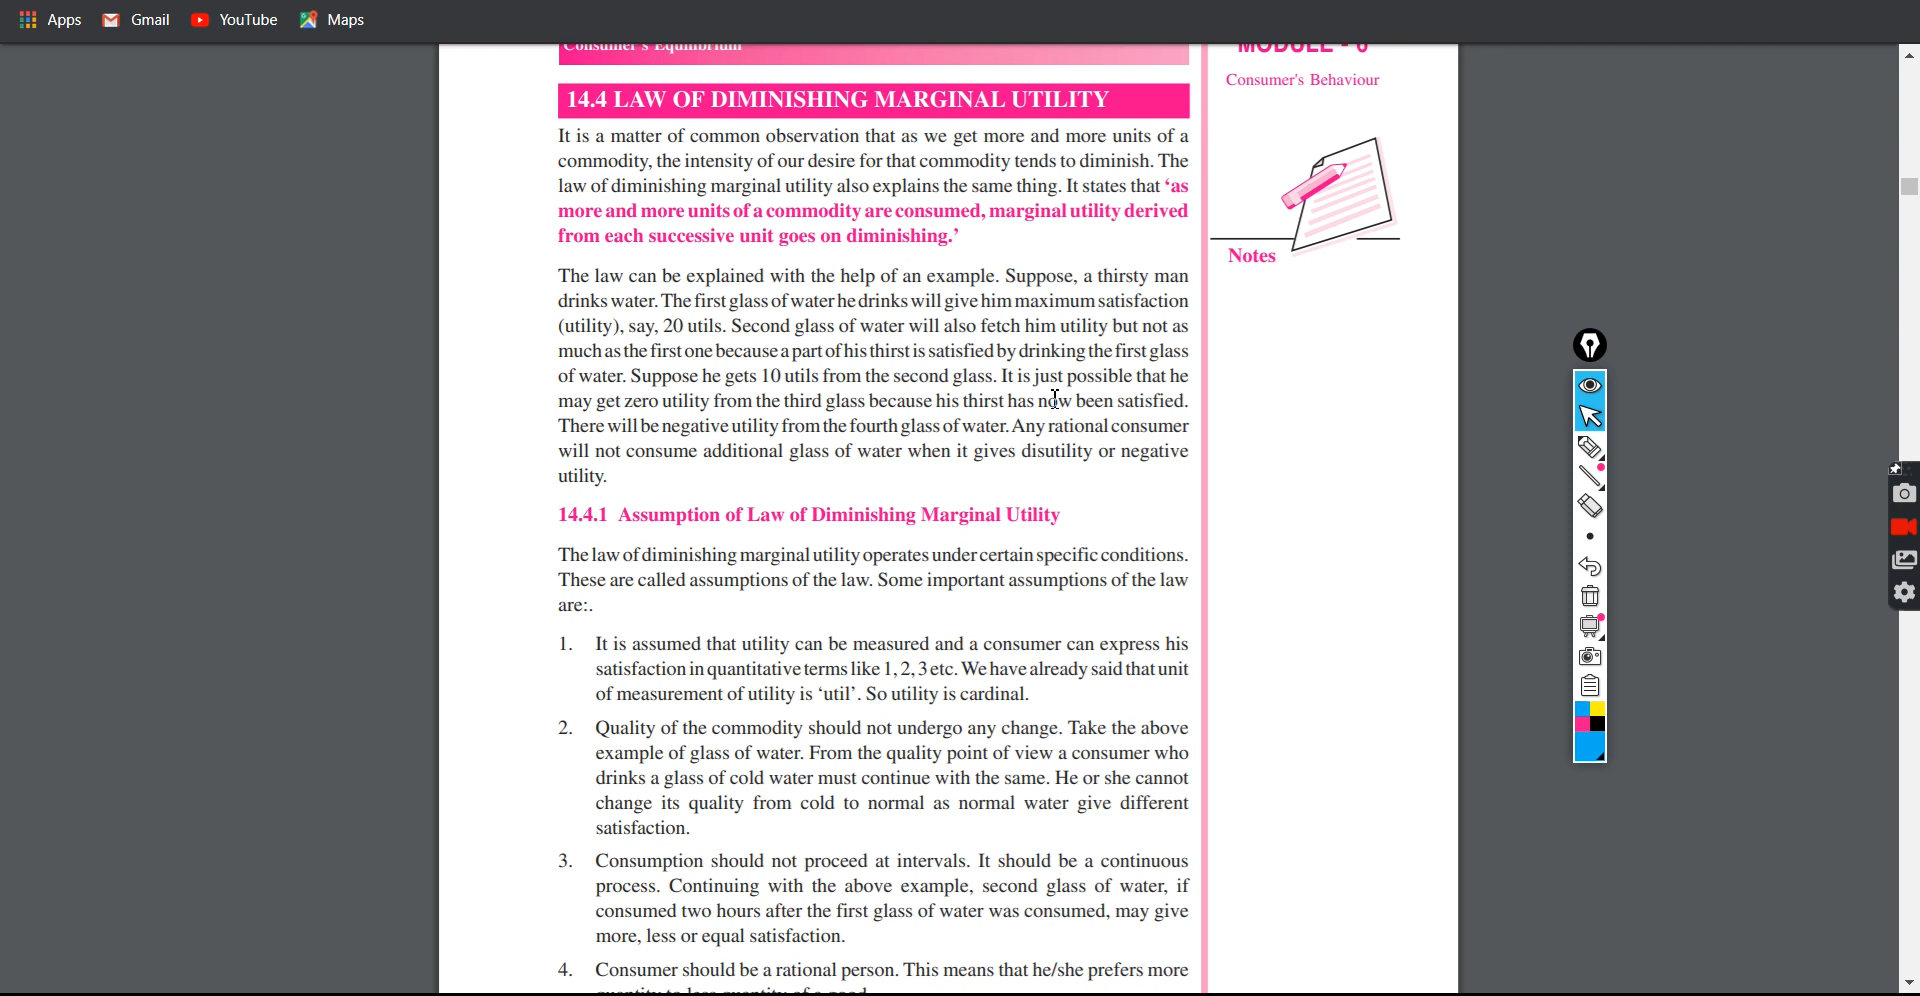 Apps Gmail YouTube Maps
Consumer's Equilibrium
MODULE - 6
Consumer's Behaviour
14.4 LAW OF DIMINISHING MARGINAL UTILITY
It is a matter of common observation that as we get more and more units of a
commodity, the intensity of our desire for that commodity tends to diminish. The
law of diminishing marginal utility also explains the same thing. It states that ‘as
more and more units of a commodity are consumed, marginal utility derived
from each successive unit goes on diminishing.’
Notes
The law can be explained with the help of an example. Suppose, a thirsty man
drinks water. The first glass of water he drinks will give him maximum satisfaction
(utility), say, 20 utils. Second glass of water will also fetch him utility but not as
much as the first one because a part of his thirst is satisfied by drinking the first glass
of water. Suppose he gets 10 utils from the second glass. It is just possible that he
may get zero utility from the third glass because his thirst has now been satisfied.
There will be negative utility from the fourth glass of water. Any rational consumer
will not consume additional glass of water when it gives disutility or negative
utility.
14.4.1 Assumption of Law of Diminishing Marginal Utility
The law of diminishing marginal utility operates under certain specific conditions.
These are called assumptions of the law. Some important assumptions of the law
are:.
1. It is assumed that utility can be measured and a consumer can express his
satisfaction in quantitative terms like 1, 2, 3 etc. We have already said that unit
of measurement of utility is ‘util’. So utility is cardinal.
2. Quality of the commodity should not undergo any change. Take the above
example of glass of water. From the quality point of view a consumer who
drinks a glass of cold water must continue with the same. He or she cannot
change its quality from cold to normal as normal water give different
satisfaction.
3. Consumption should not proceed at intervals. It should be a continuous
process. Continuing with the above example, second glass of water, if
consumed two hours after the first glass of water was consumed, may give
more, less or equal satisfaction.
4. Consumer should be a rational person. This means that he/she prefers more
quantity to less quantity of a good